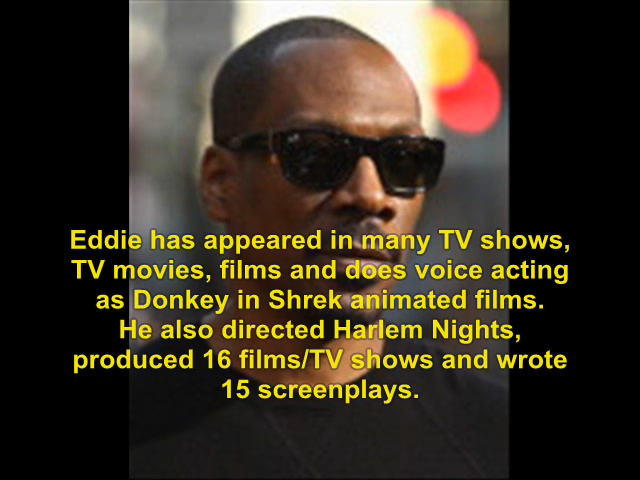 Eddie has appeared in many TV shows,
TV movies, films and does voice acting
as Donkey in Shrek animated films.
He also directed Harlem Nights,
produced 16 films/TV shows and wrote
15 screenplays.